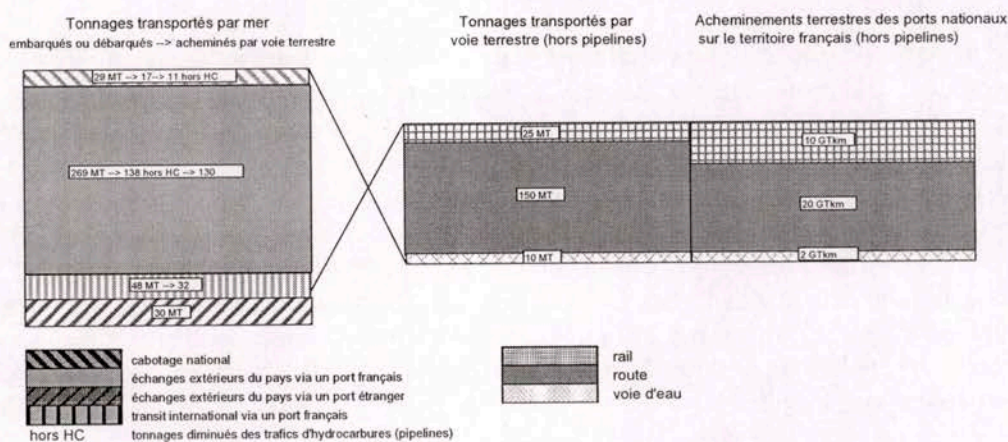 Tonnages transportés par mer
embarqués ou débarqués --> acheminés par voie terrestre
Tonnages transportés par
voie terrestre (hors pipelines)
Acheminements terrestres des ports nationaux
sur le territoire français (hors pipelines)
29 MT --> 17--> 11 hors HC
269 MT --> 138 hors HC --> 130
48 MT --> 32
30 MT
25 MT
150 MT
10 MT
10 GTkm
20 GTkm
2 GTkm
cabotage national
échanges extérieurs du pays via un port français
échanges extérieurs du pays via un port étranger
transit international via un port français
hors HC tonnages diminués des trafics d'hydrocarbures (pipelines)
rail
route
voie d'eau